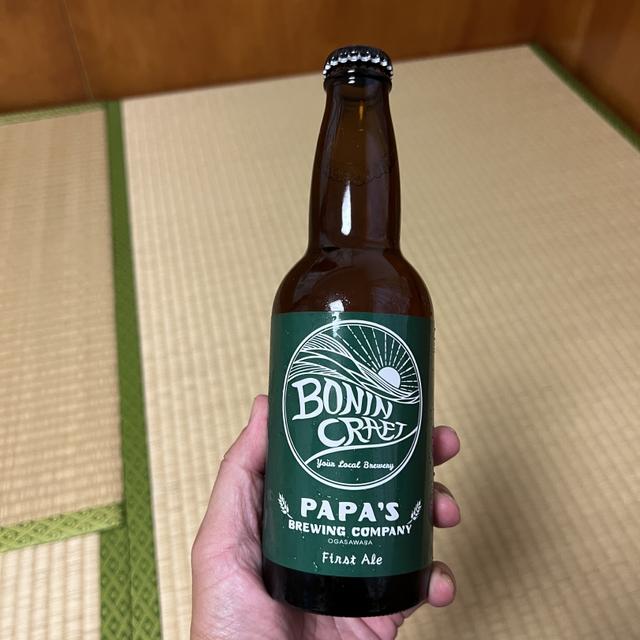 BONIN
CRAFT
Your Local Brewery
PAPA'S
BREWING COMPANY
OGASAWARA
First Ale